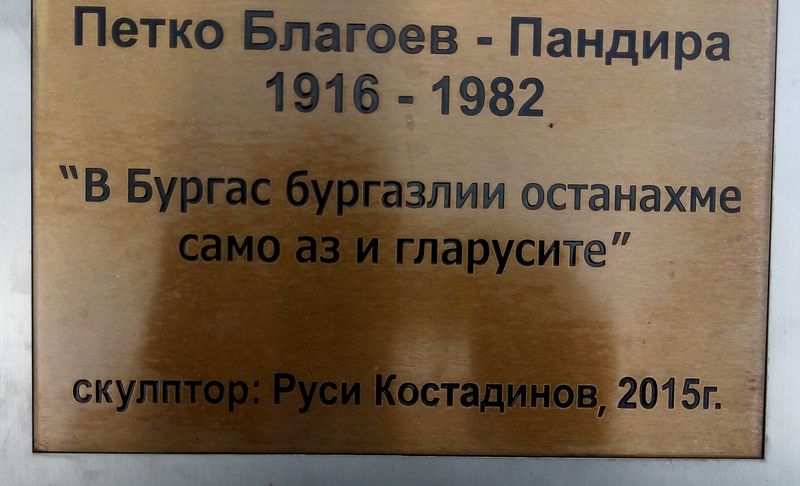 Петко Благоев - Пандира
1916 - 1982
"В Бургас бургазлии останахме
само аз и гларусите”
скулптор: Руси Костадинов, 2015г.